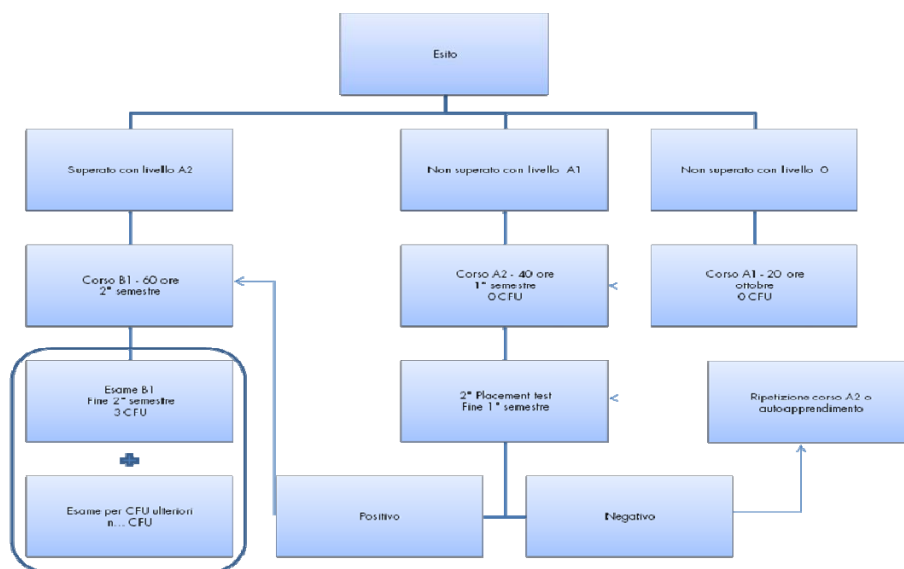 Esito
Superato con livello A2
Non superato con livello A1
Non superato con livello 0
Corso B1 - 60 ore
2° semestre
Corso A2 - 40 ore
1° semestre
0 CFU
Corso A1 - 20 ore
ottobre
0 CFU
Esame B1
Fine 2° semestre
3 CFU
2° Placement test
Fine 1° semestre
Ripetizione corso A2 o
autoapprendimento
Esame per CFU ulteriori
n... CFU
Positivo
Negativo